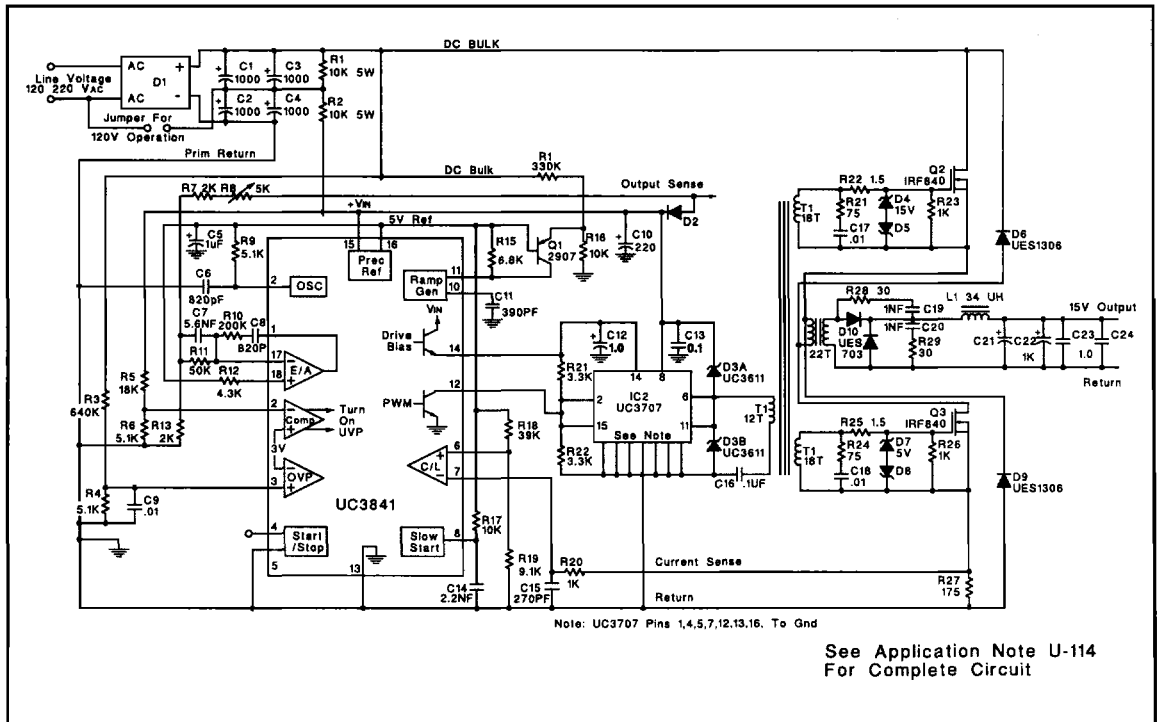 DC BULK
AC +
Line Voltage
120 220 VAC
D1
AC -
Jumper For
120V Operation
C1
1000
C3
1000
C2
1000
C4
1000
R1
10K 5W
R2
10K 5W
Prim Return
DC Bulk
R1
330K
R7 2K R8 5K
Output Sense
+VIN
5V Ref
D2
C5
1uF
R9
5.1K
15 16
Prec
Ref
R15
6.8K
Q1
2907
R16
10K
C10
220
C6
820pF
2
OSC
11
10
Ramp
Gen
C11
390PF
C7
5.6NF
R10
200K
C8
820P
1
VIN
Drive
Bias
14
R11
50K
17
18
E/A
R12
4.3K
R5
18K
R3
640K
R6
5.1K
R13
2K
2
Comp
Turn
On
UVP
3V
PWM
12
OVP
3
R4
5.1K
C9
.01
C/L
6
7
UC3841
R18
39K
4
Start
/Stop
5
13
Slow
Start
8
R17
10K
C14
2.2NF
R19
9.1K
C15
270PF
R20
1K
C12
1.0
C13
0.1
R21
3.3K
14 8
2
15
IC2
UC3707
See Note
6
11
R22
3.3K
D3A
UC3611
D3B
UC3611
T1
12T
C16 .1UF
T1
18T
R22 1.5
R21
75
C17
.01
D4
15V
D5
R23
1K
Q2
IRF840
D6
UES1306
R28 30
1NF C19
1NF C20
R29
30
22T
D10
UES
703
L1 34 UH
15V Output
C21
C22
1K
C23
1.0
C24
Return
Q3
IRF840
T1
18T
R25 1.5
R24
75
C18
.01
D7
5V
D8
R26
1K
D9
UES1306
Current Sense
R27
175
Return
Note: UC3707 Pins 1,4,5,7,12.13.16. To Gnd
See Application Note U-114
For Complete Circuit